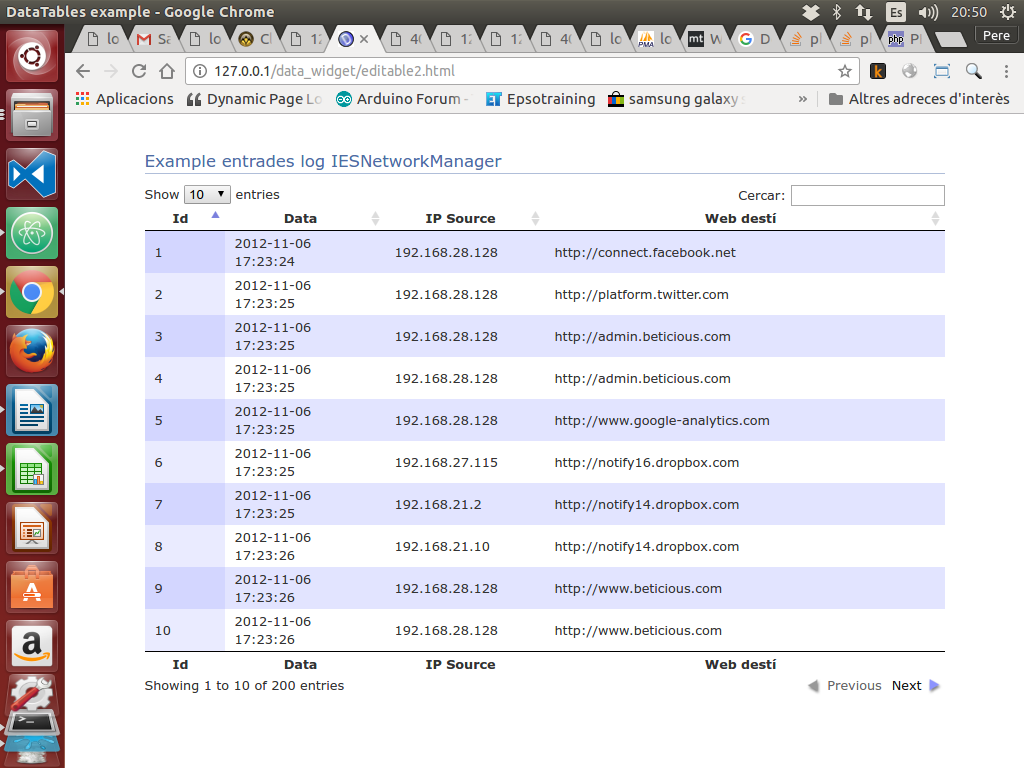 DataTables example - Google Chrome
Es
20:50
lo
Sa
lo
Cl
12
40
12
12
40
lo
lo
W
D
pl
pl
PI
Pere
127.0.0.1/data_widget/editable2.html
Aplicacions
Dynamic Page Lo
Arduino Forum -
Epsotraining
samsung galaxy s
»
Altres adreces d'interès
Example entrades log IESNetworkManager
Show 10 entries
Cercar:
Id Data IP Source Web destí
1 2012-11-06 17:23:24 192.168.28.128 http://connect.facebook.net
2 2012-11-06 17:23:25 192.168.28.128 http://platform.twitter.com
3 2012-11-06 17:23:25 192.168.28.128 http://admin.beticious.com
4 2012-11-06 17:23:25 192.168.28.128 http://admin.beticious.com
5 2012-11-06 17:23:25 192.168.28.128 http://www.google-analytics.com
6 2012-11-06 17:23:25 192.168.27.115 http://notify16.dropbox.com
7 2012-11-06 17:23:25 192.168.21.2 http://notify14.dropbox.com
8 2012-11-06 17:23:26 192.168.21.10 http://notify14.dropbox.com
9 2012-11-06 17:23:26 192.168.28.128 http://www.beticious.com
10 2012-11-06 17:23:26 192.168.28.128 http://www.beticious.com
Id Data IP Source Web destí
Showing 1 to 10 of 200 entries
Previous Next